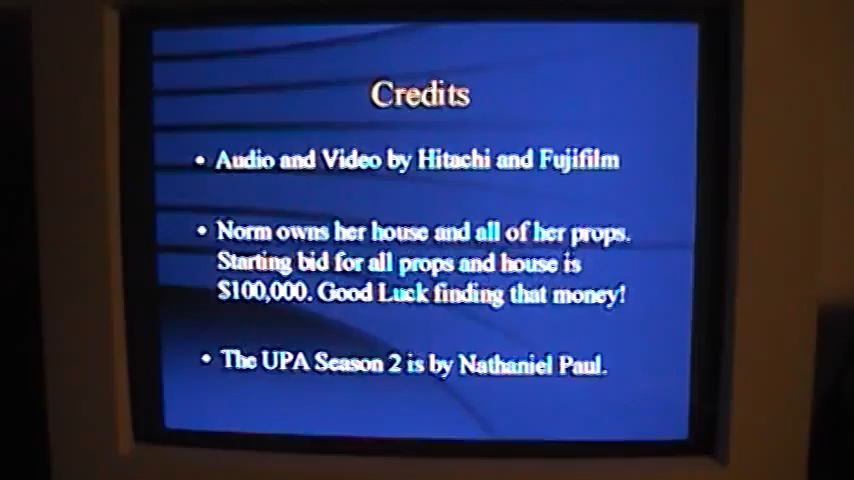 Credits
• Audio and Video by Hitachi and Fujifilm
• Norm owns her house and all of her props.
Starting bid for all props and house is
$100,000. Good Luck finding that money!
• The UPA Season 2 is by Nathaniel Paul.